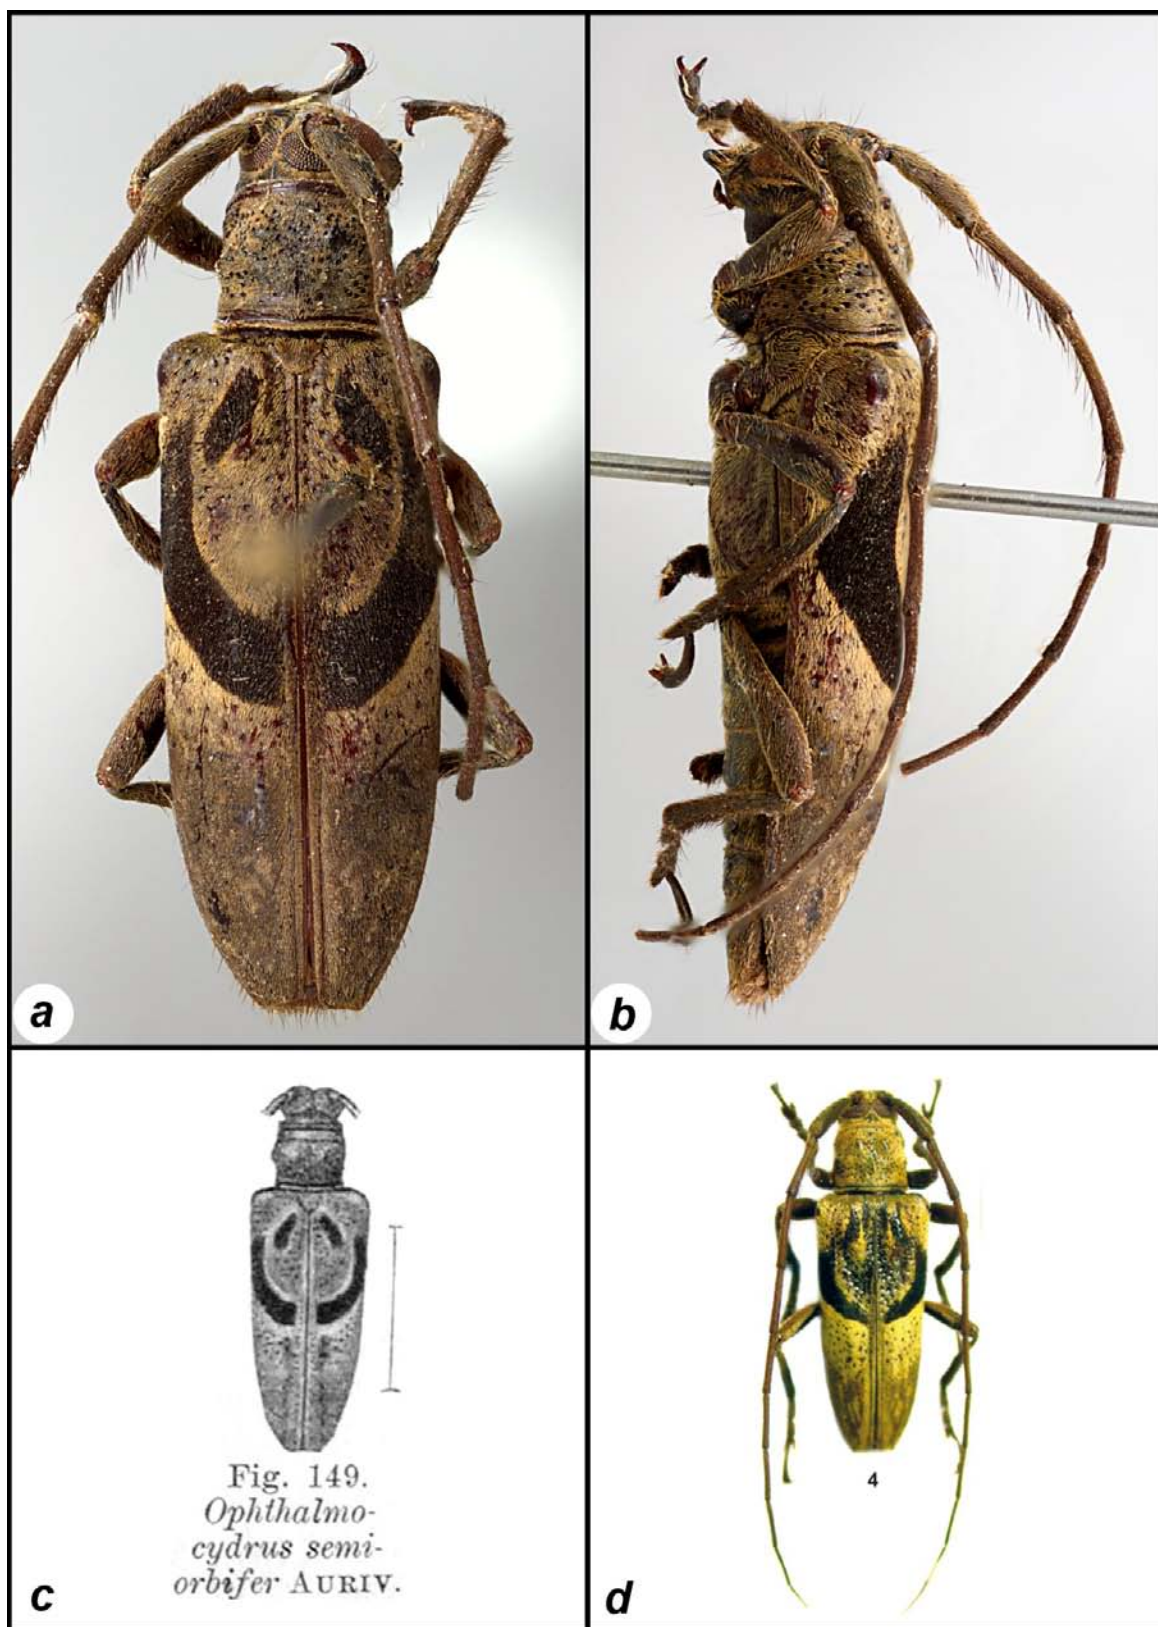 a
b
Fig. 149.
Ophthalmo-
cydrus semi-
orbifer AURIV.
c
4
d